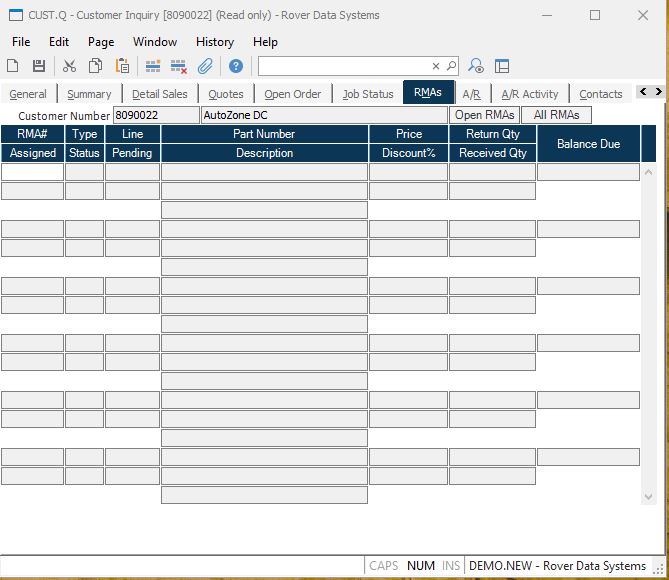 CUST.Q - Customer Inquiry [8090022] (Read only) - Rover Data Systems
File Edit Page Window History Help
General Summary Detail Sales Quotes Open Order Job Status RMAs A/R A/R Activity Contacts
Customer Number 8090022 AutoZone DC Open RMAs All RMAs
RMA# Type Line Part Number Price Return Qty Balance Due
Assigned Status Pending Description Discount% Received Qty
CAPS NUM INS DEMO.NEW - Rover Data Systems